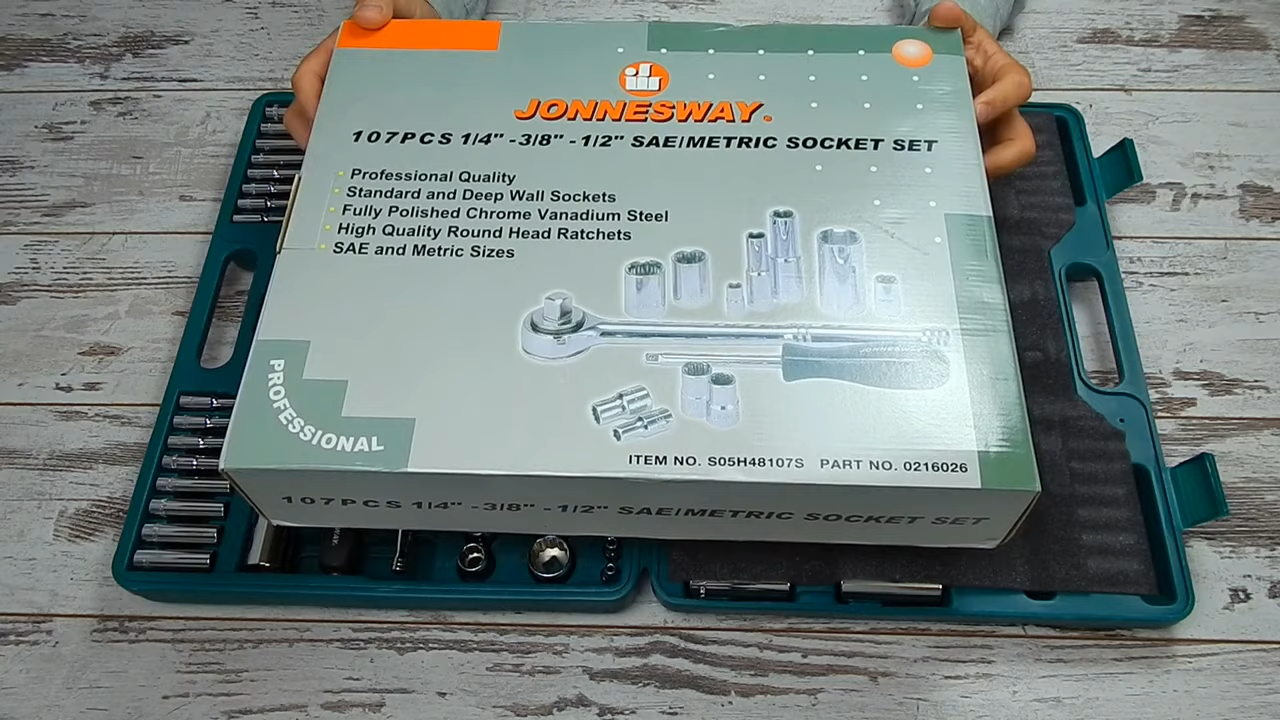 JONNESWAY
107PCS 1/4" -3/8" -1/2" SAE/METRIC SOCKET SET
Professional Quality
Standard and Deep Wall Sockets
Fully Polished Chrome Vanadium Steel
High Quality Round Head Ratchets
SAE and Metric Sizes
PROFESSIONAL
ITEM NO. S05H48107S PART NO. 0216026
107PCS 1/4" -3/8" -1/2" SAE/METRIC SOCKET SET